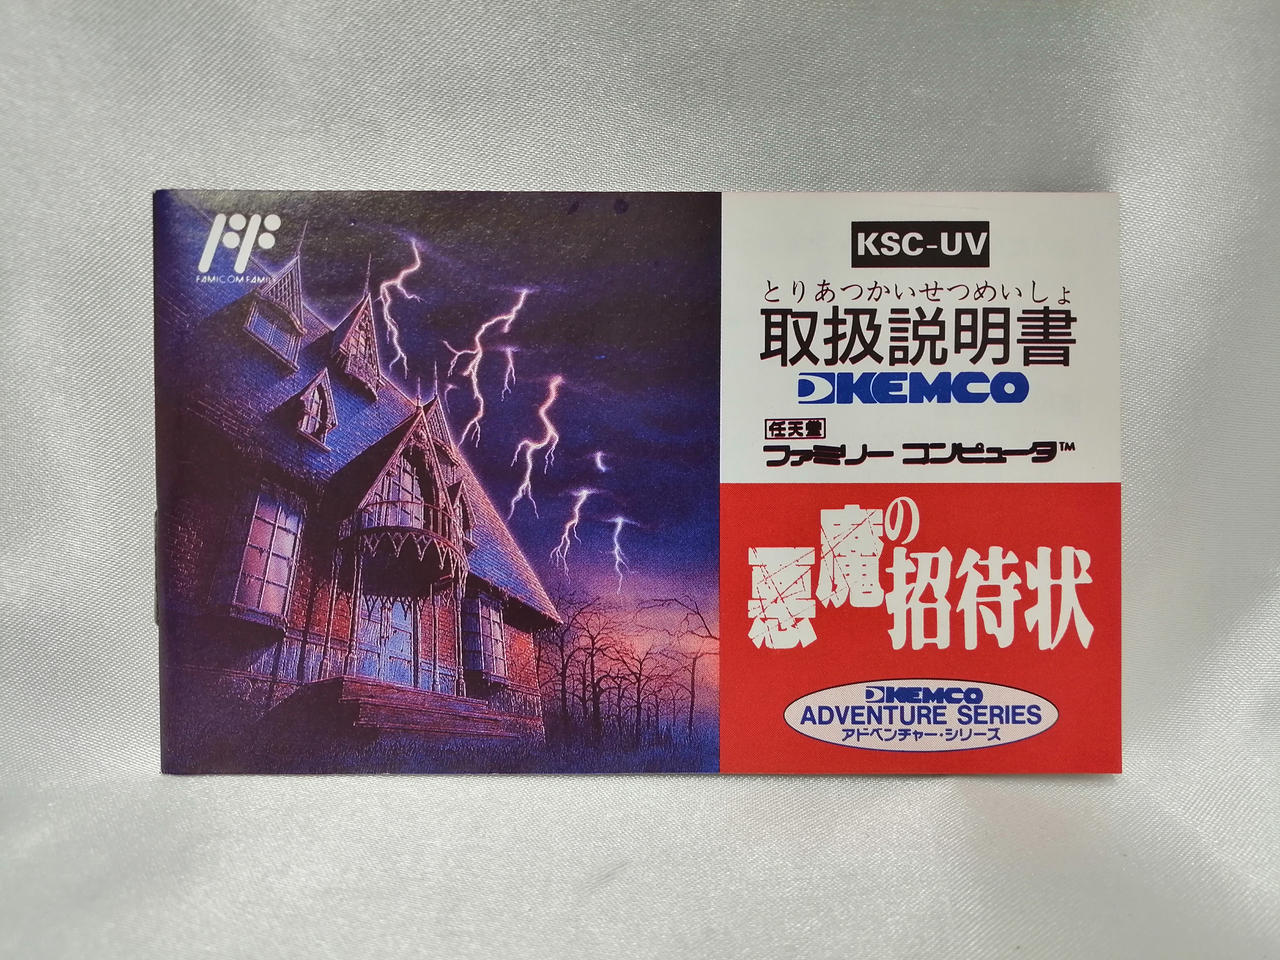 FAMICOM FAMILY
KSC-UV
とりあつかいせつめいしょ
取扱説明書
KEMCO
任天堂
ファミリー コンピュータ™
悪魔の招待状
KEMCO
ADVENTURE SERIES
アドベンチャー・シリーズ